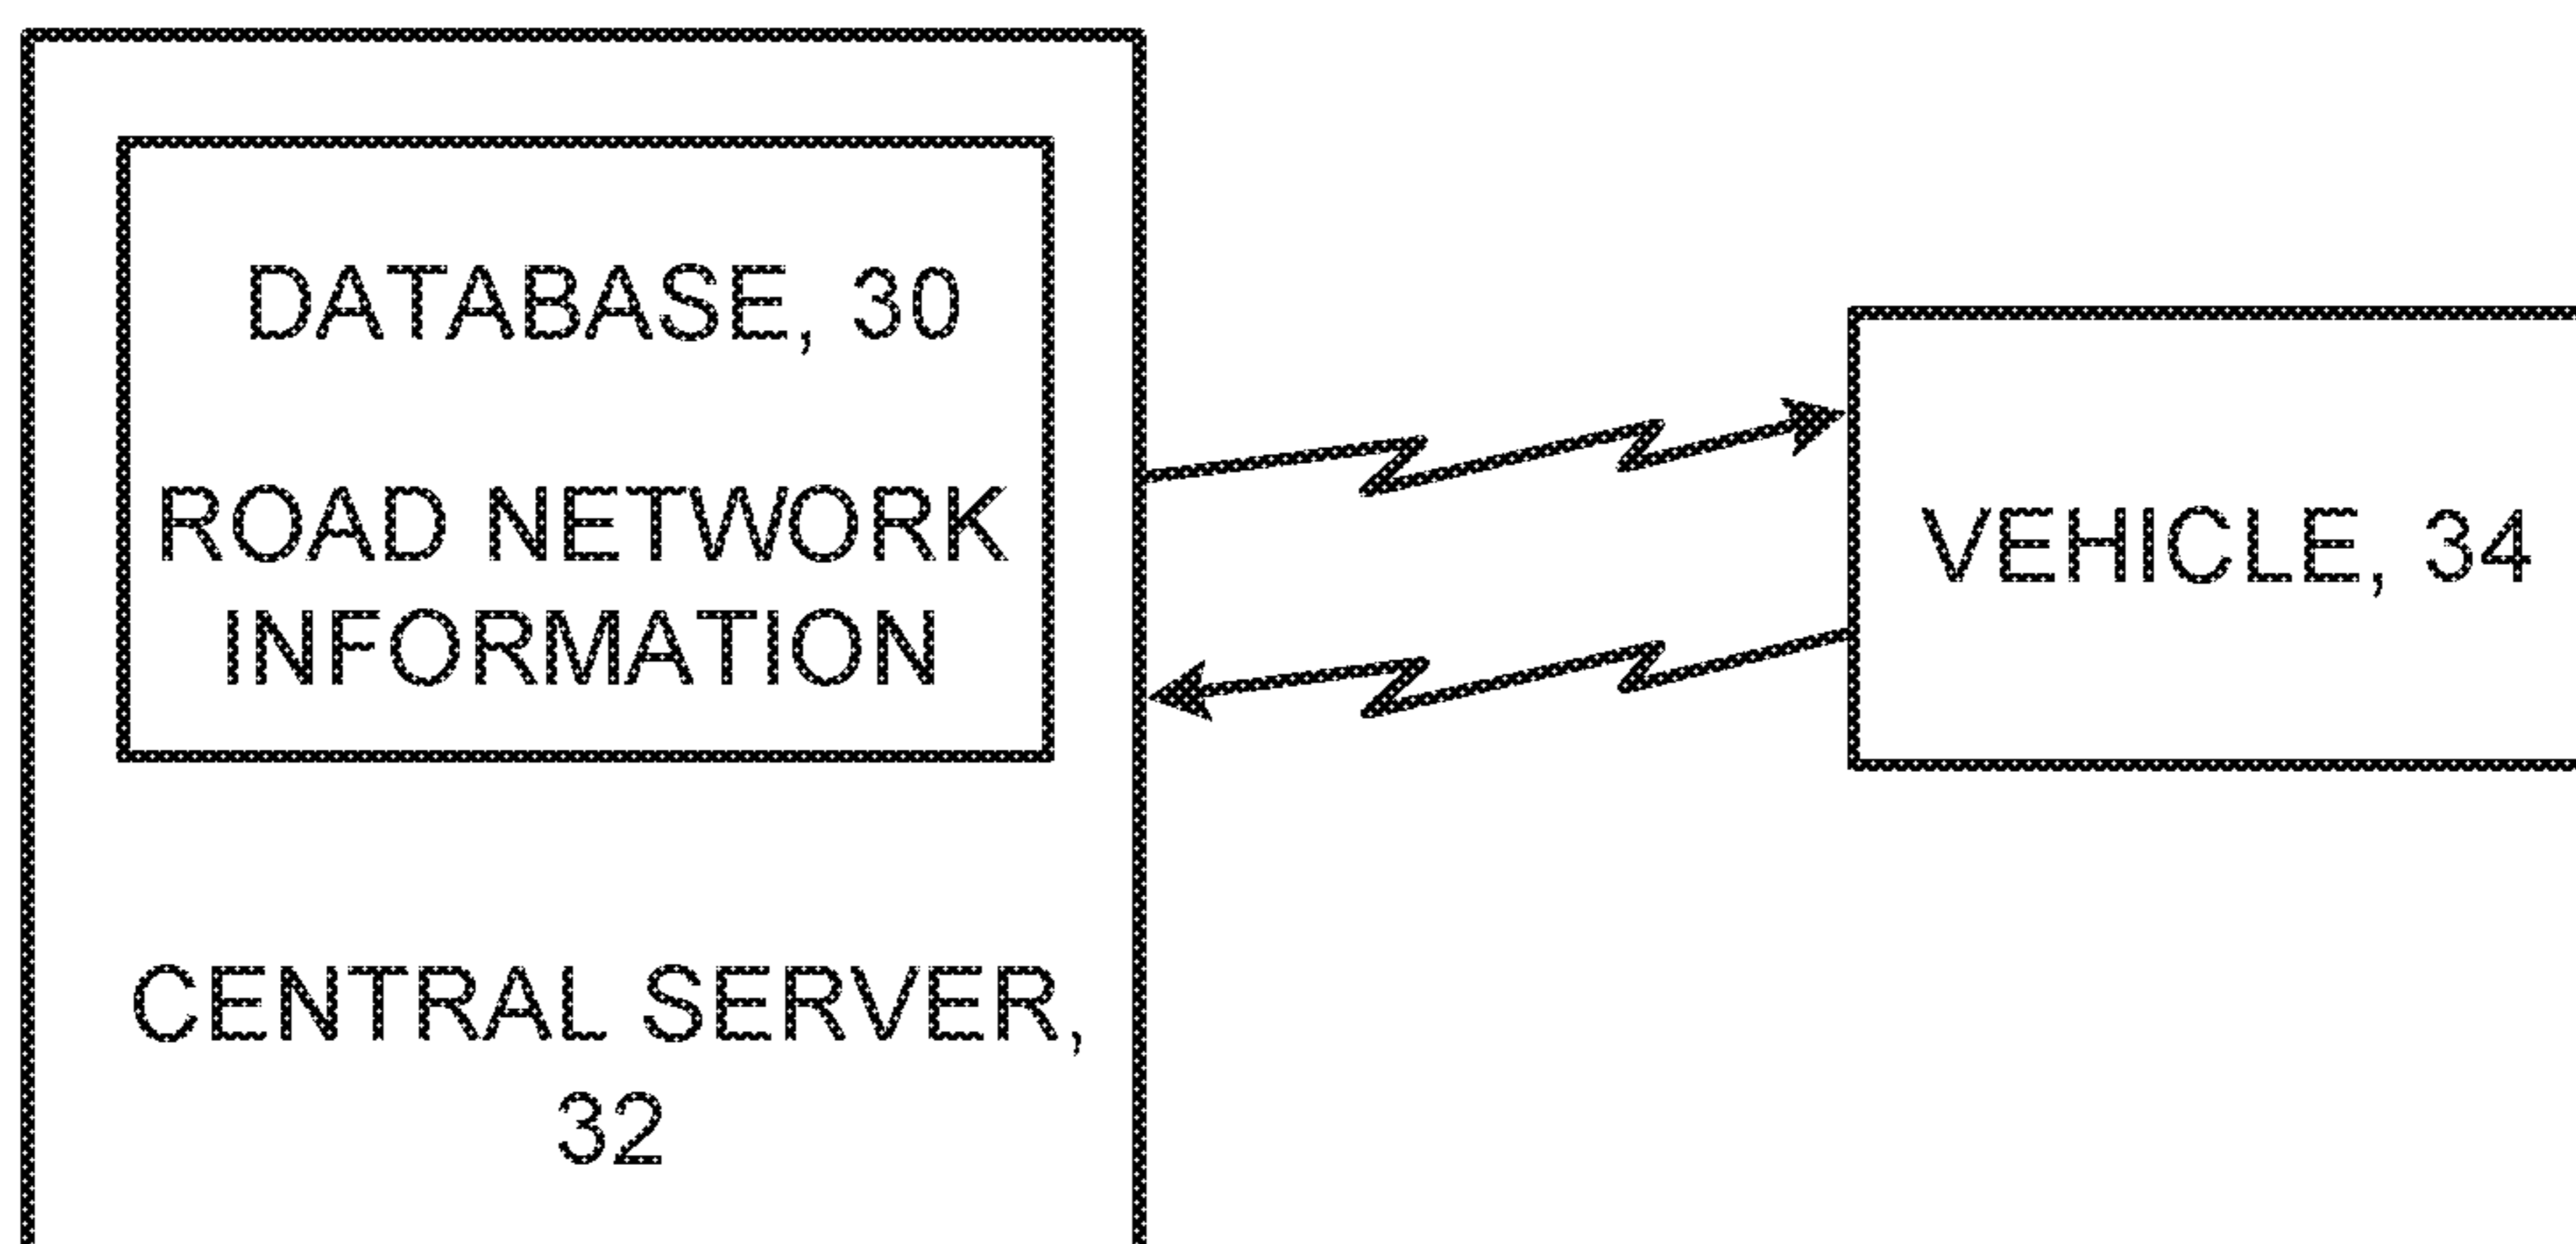 DATABASE, 30
ROAD NETWORK
INFORMATION
CENTRAL SERVER,
32
VEHICLE, 34